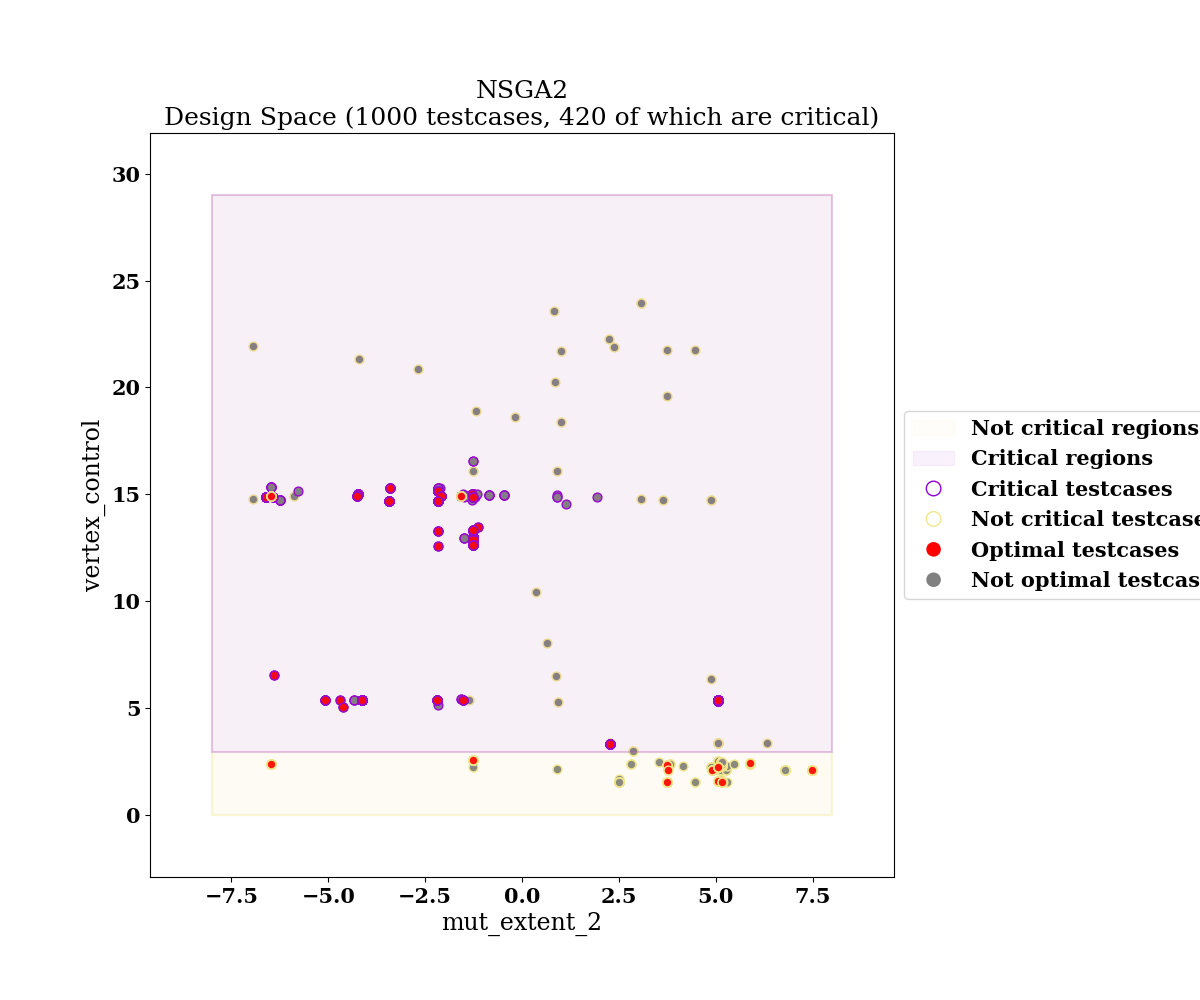 NSGA2
Design Space (1000 testcases, 420 of which are critical)
30
25
20
15
10
5
0
vertex_control
−7.5 −5.0 −2.5 0.0 2.5 5.0 7.5
mut_extent_2
Not critical regions
Critical regions
Critical testcases
Not critical testcase
Optimal testcases
Not optimal testcas